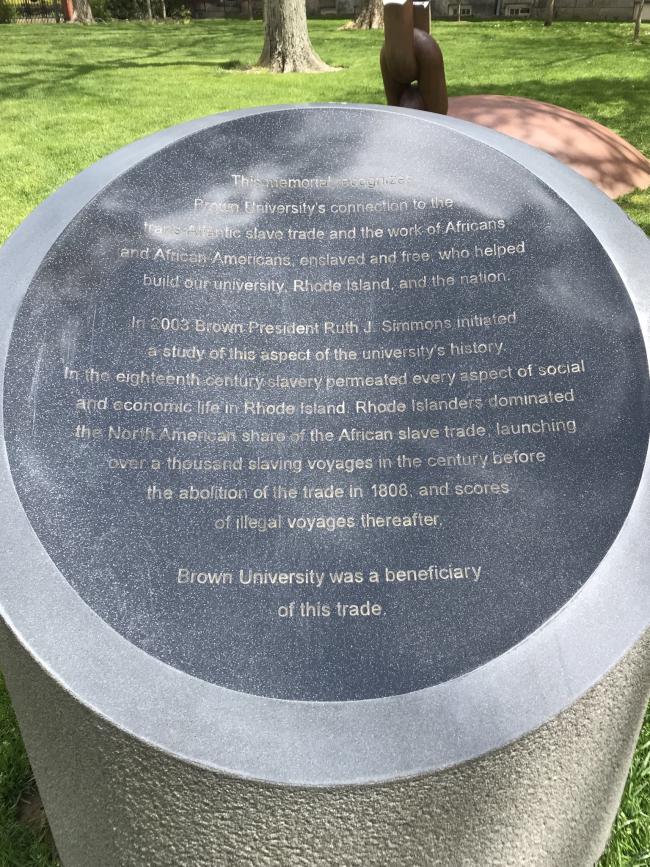 This memorial recognizes
Brown University's connection to the
trans-Atlantic slave trade and the work of Africans
and African-Americans, enslaved and free, who helped
build our university, Rhode Island, and the nation.
In 2003 Brown President Ruth J. Simmons initiated
a study of this aspect of the university's history.
In the eighteenth century slavery permeated every aspect of social
and economic life in Rhode Island. Rhode Islanders dominated
the North American share of the African slave trade, launching
over a thousand slaving voyages in the century before
the abolition of the trade in 1808, and scores
of illegal voyages thereafter.
Brown University was a beneficiary
of this trade.